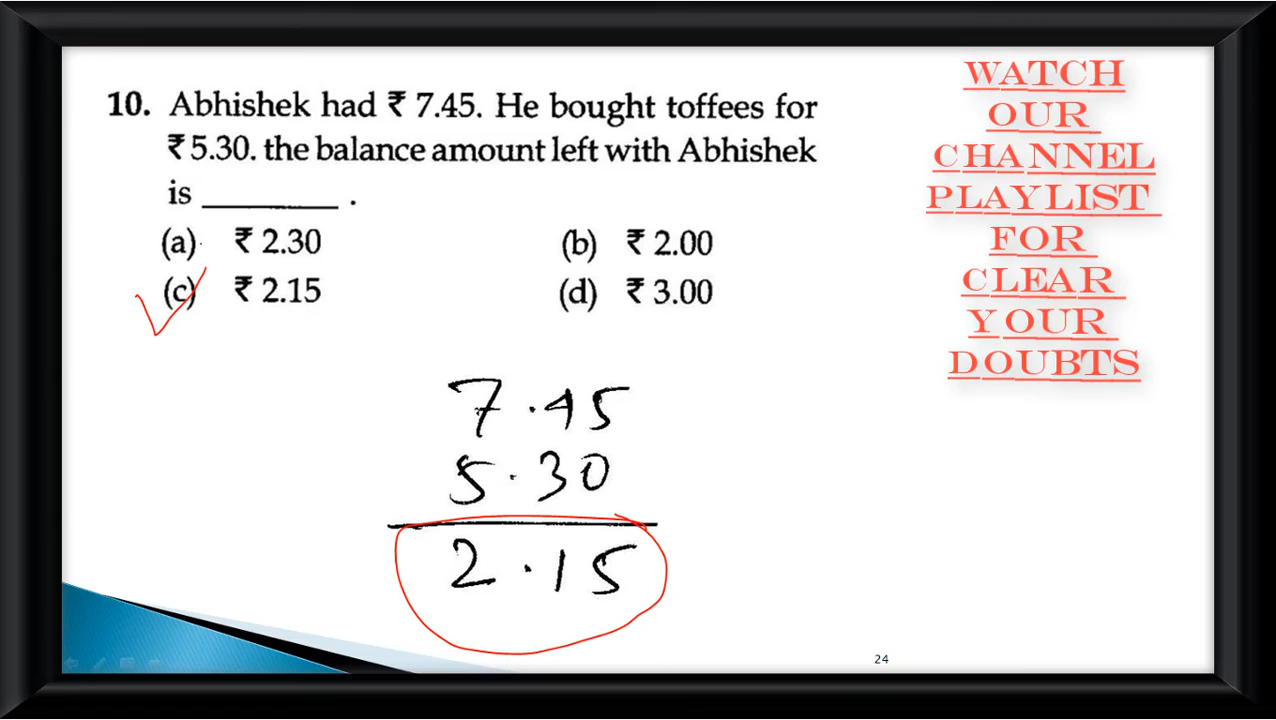 10. Abhishek had ₹ 7.45. He bought toffees for
₹ 5.30. the balance amount left with Abhishek
is ________ .
(a) ₹ 2.30
(b) ₹ 2.00
(c) ₹ 2.15
(d) ₹ 3.00
7.45
5.30
2.15
WATCH
OUR
CHANNEL
PLAYLIST
FOR
CLEAR
YOUR
DOUBTS
24